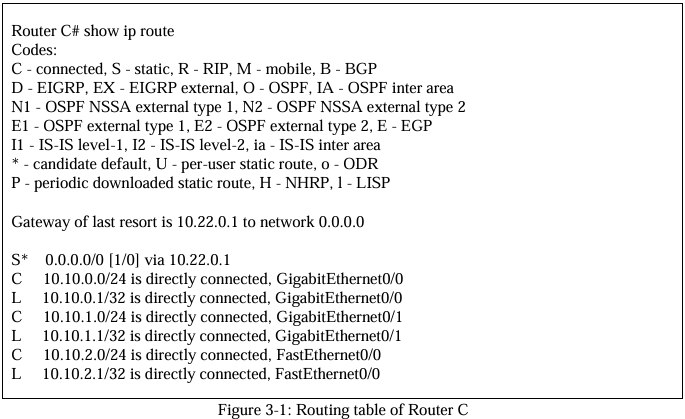 Router C# show ip route
Codes:
C - connected, S - static, R - RIP, M - mobile, B - BGP
D - EIGRP, EX - EIGRP external, O - OSPF, IA - OSPF inter area
N1 - OSPF NSSA external type 1, N2 - OSPF NSSA external type 2
E1 - OSPF external type 1, E2 - OSPF external type 2, E - EGP
I1 - IS-IS level-1, I2 - IS-IS level-2, ia - IS-IS inter area
* - candidate default, U - per-user static route, o - ODR
P - periodic downloaded static route, H - NHRP, l - LISP
Gateway of last resort is 10.22.0.1 to network 0.0.0.0
S* 0.0.0.0/0 [1/0] via 10.22.0.1
C 10.10.0.0/24 is directly connected, GigabitEthernet0/0
L 10.10.0.1/32 is directly connected, GigabitEthernet0/0
C 10.10.1.0/24 is directly connected, GigabitEthernet0/1
L 10.10.1.1/32 is directly connected, GigabitEthernet0/1
C 10.10.2.0/24 is directly connected, FastEthernet0/0
L 10.10.2.1/32 is directly connected, FastEthernet0/0
Figure 3-1: Routing table of Router C